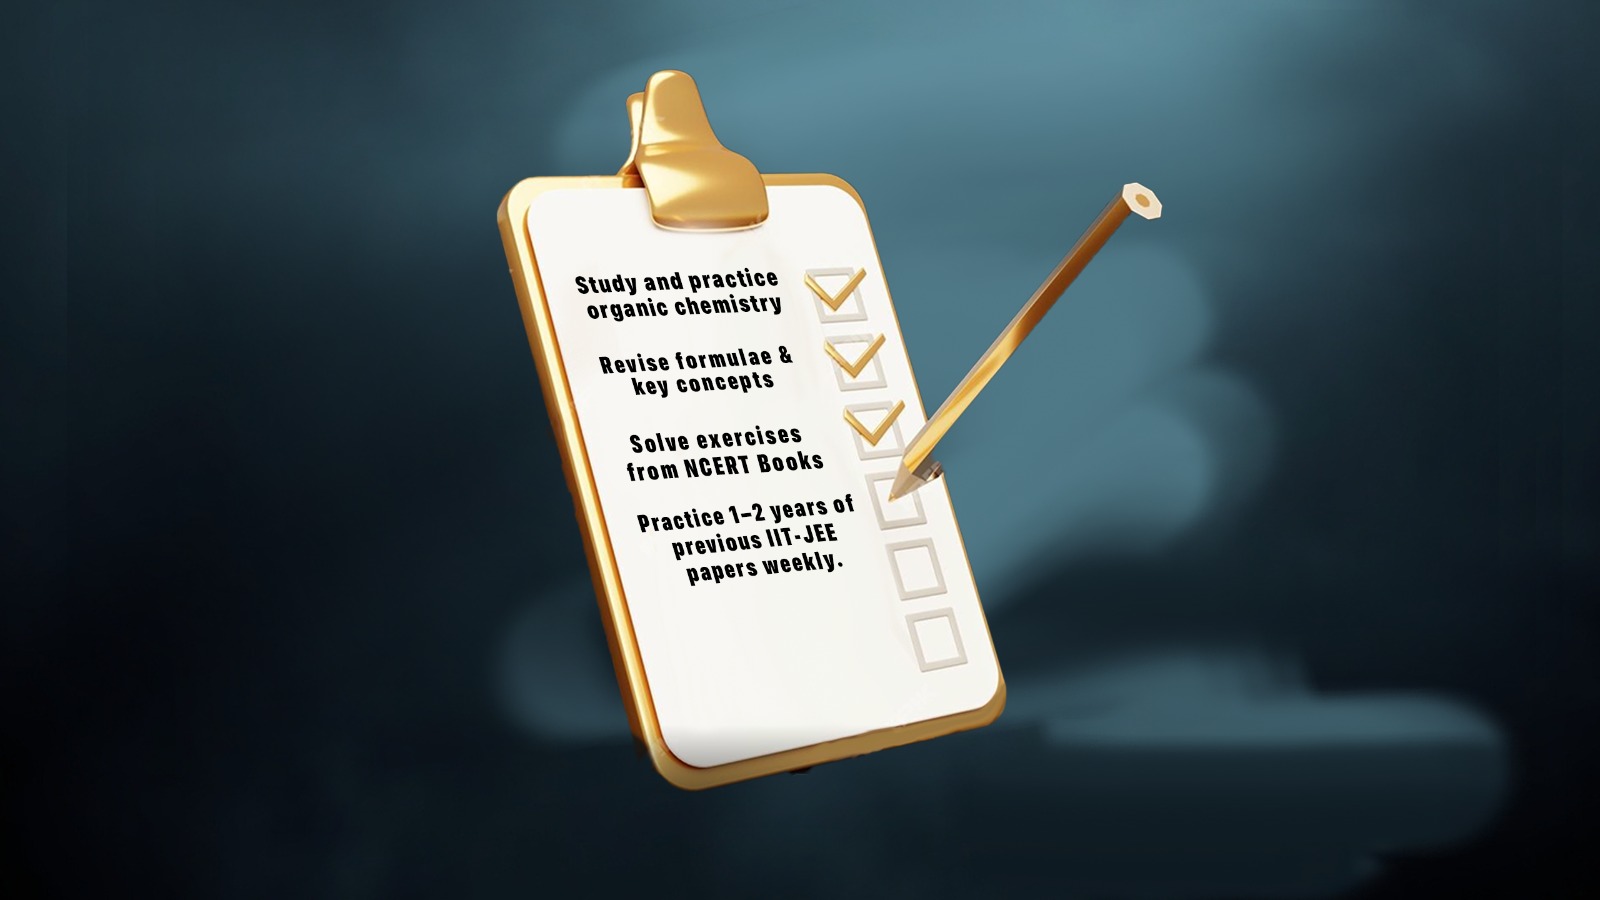 Study and practice
organic chemistry
Revise formulae &
key concepts
Solve exercises
from NCERT Books
Practice 1–2 years of
previous IIT-JEE
papers weekly.